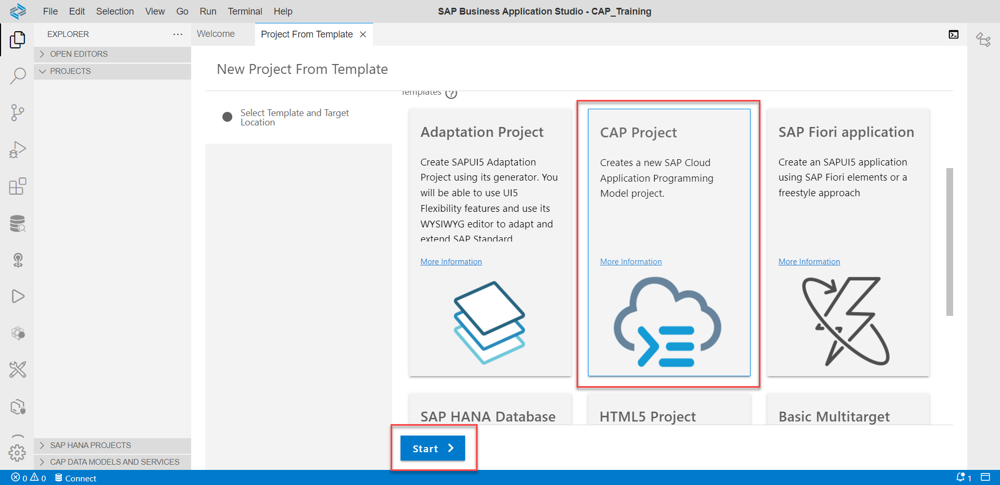 File Edit Selection View Go Run Terminal Help
SAP Business Application Studio - CAP_Training
EXPLORER
OPEN EDITORS
PROJECTS
SAP HANA PROJECTS
CAP DATA MODELS AND SERVICES
Welcome
Project From Template
New Project From Template
Select Template and Target
Location
Templates
Adaptation Project
Create SAPUI5 Adaptation
Project using its generator. You
will be able to use UI5
Flexibility features and use its
WYSIWYG editor to adapt and
extend SAP Standard
More Information
CAP Project
Creates a new SAP Cloud
Application Programming
Model project.
More Information
SAP Fiori application
Create an SAPUI5 application
using SAP Fiori elements or a
freestyle approach
More Information
SAP HANA Database
HTML5 Project
Basic Multitarget
Start
0 0 Connect
1